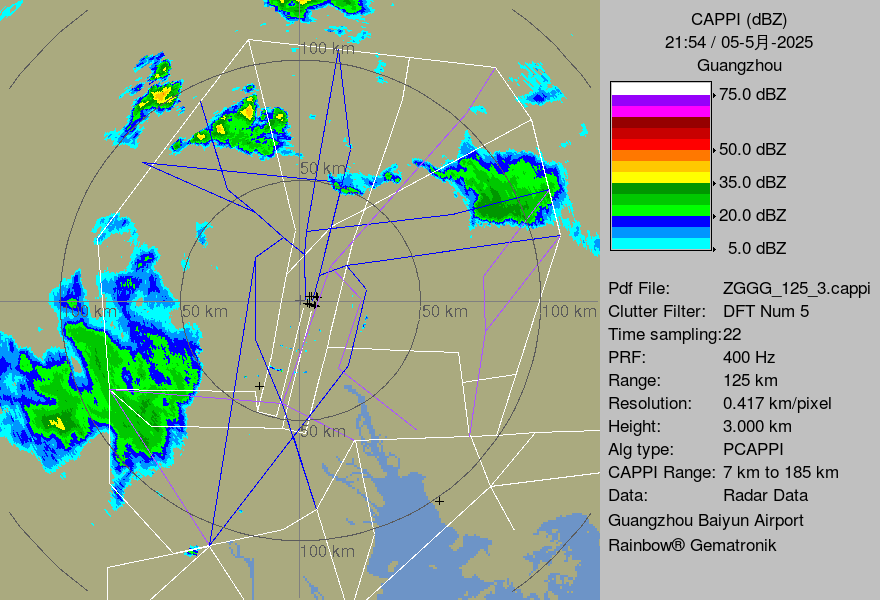 CAPPI (dBZ)
21:54 / 05-5月-2025
Guangzhou
75.0 dBZ
50.0 dBZ
35.0 dBZ
20.0 dBZ
5.0 dBZ
Pdf File: ZGGG_125_3.cappi
Clutter Filter: DFT Num 5
Time sampling:22
PRF: 400 Hz
Range: 125 km
Resolution: 0.417 km/pixel
Height: 3.000 km
Alg type: PCAPPI
CAPPI Range: 7 km to 185 km
Data: Radar Data
Guangzhou Baiyun Airport
Rainbow® Gematronik
100 km
50 km
100 km
50 km
50 km
100 km
50 km
100 km